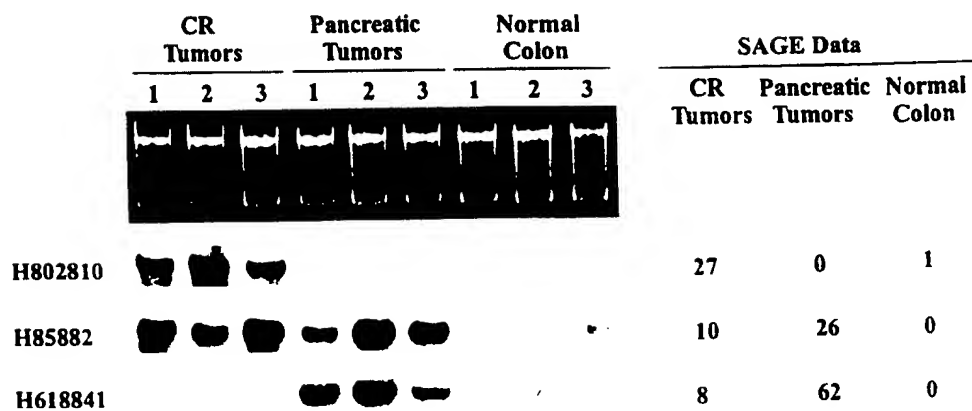 CR Tumors Pancreatic Tumors Normal Colon
SAGE Data
1 2 3 1 2 3 1 2 3
CR Tumors Pancreatic Tumors Normal Colon
H802810 27 0 1
H85882 10 26 0
H618841 8 62 0